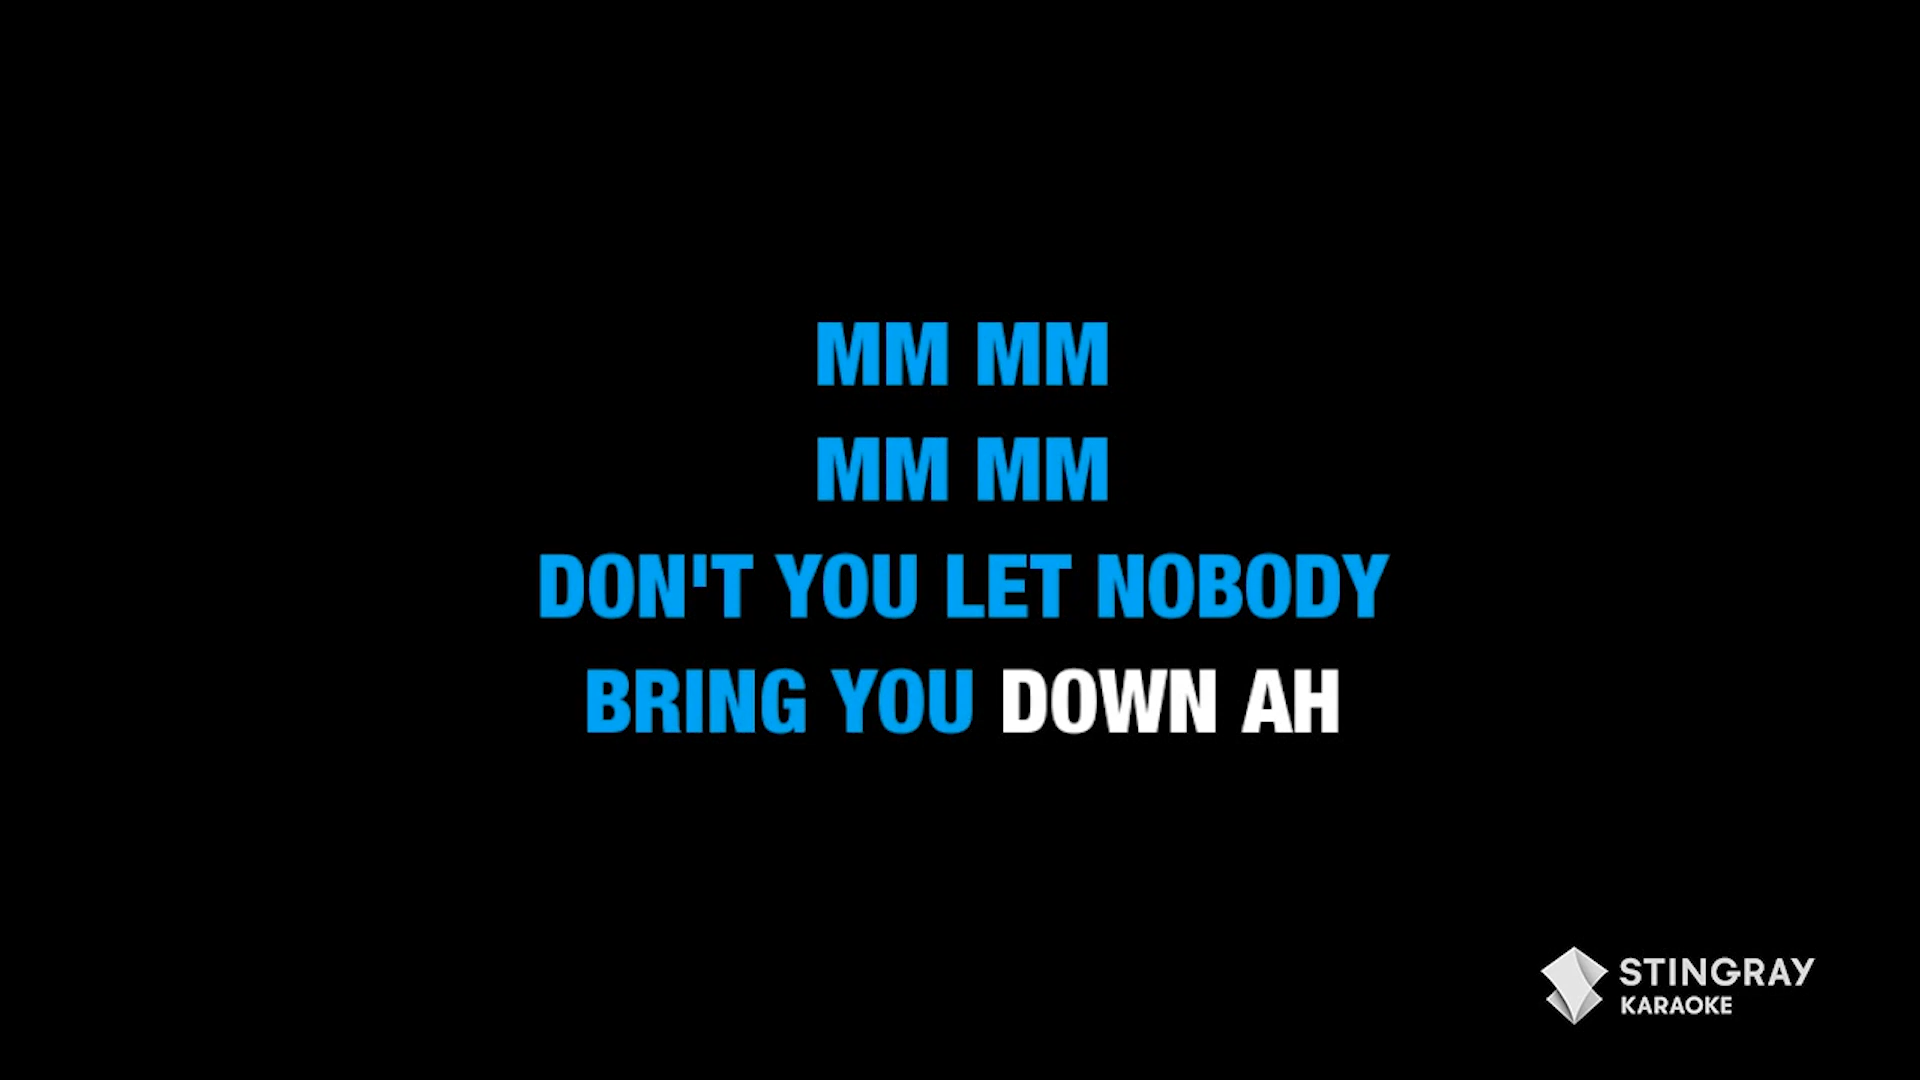 MM MM
MM MM
DON'T YOU LET NOBODY
BRING YOU DOWN AH
STINGRAY
KARAOKE